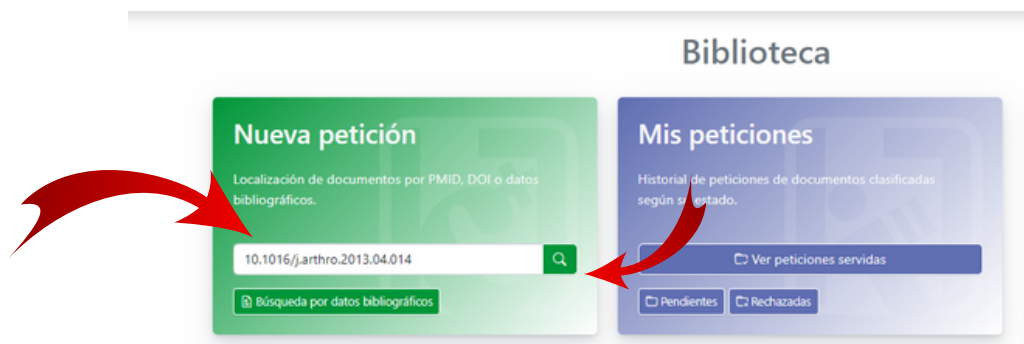 Biblioteca
Nueva petición
Localización de documentos por PMID, DOI o datos
bibliográficos.
10.1016/j.arthro.2013.04.014
Búsqueda por datos bibliográficos
Mis peticiones
Historial de peticiones de documentos clasificadas
según su estado.
Ver peticiones servidas
Pendientes
Rechazadas